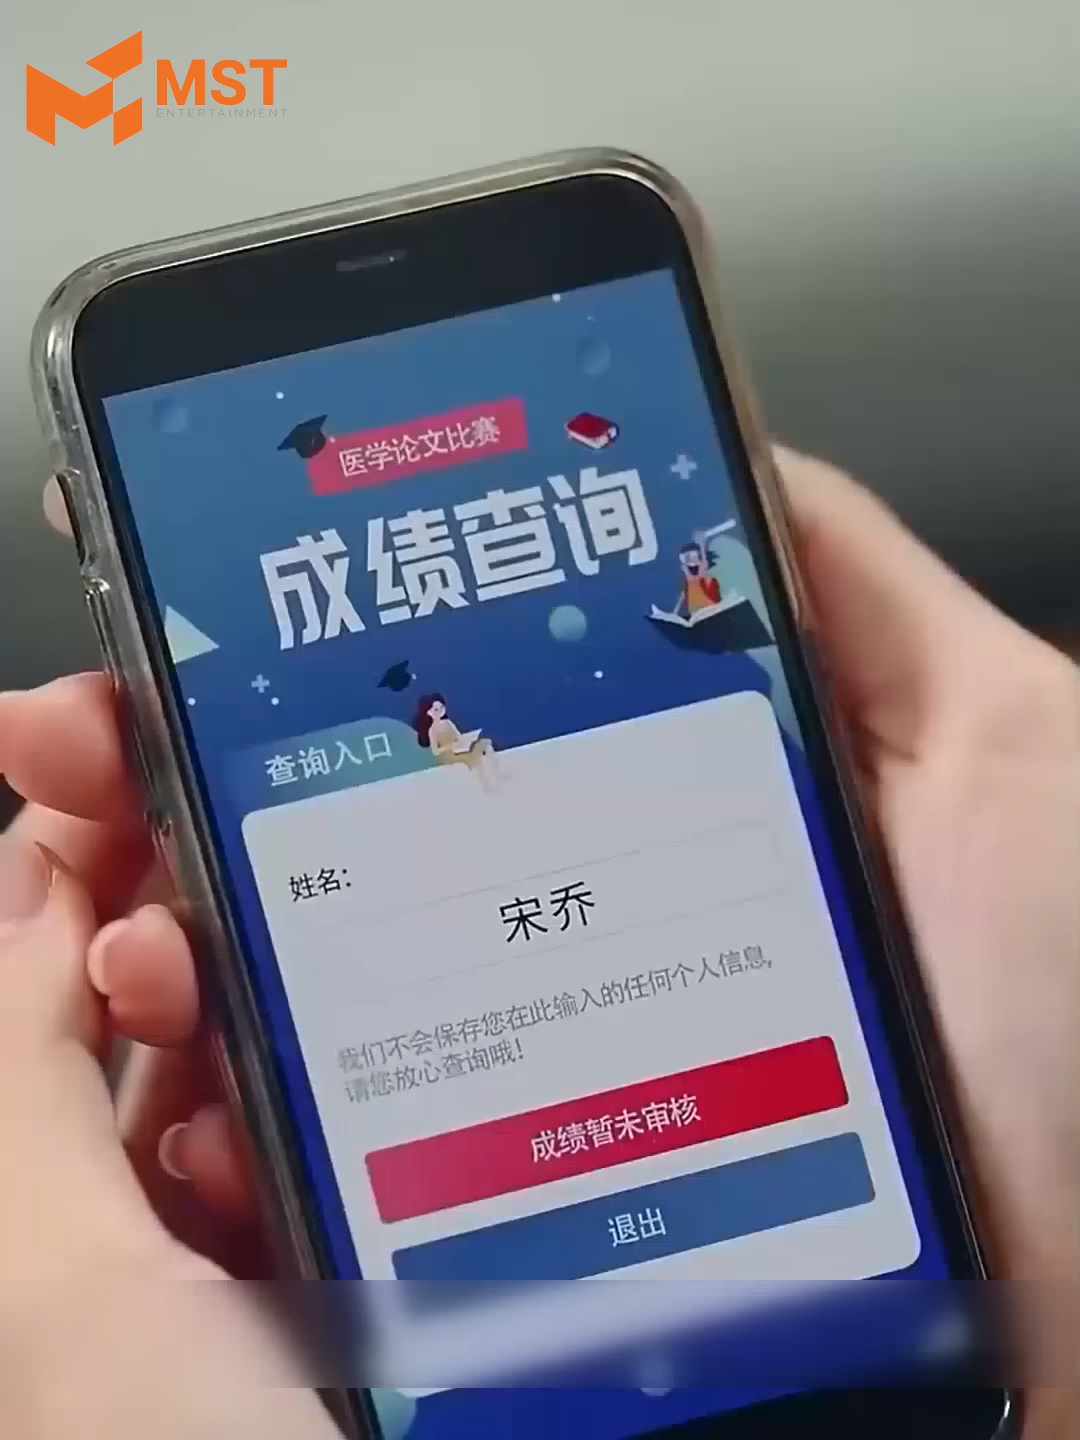 MST
ENTERTAINMENT
医学论文比赛
成绩查询
查询入口
姓名:
宋乔
我们不会保存您在此输入的任何个人信息,
请您放心查询哦!
成绩暂未审核
退出